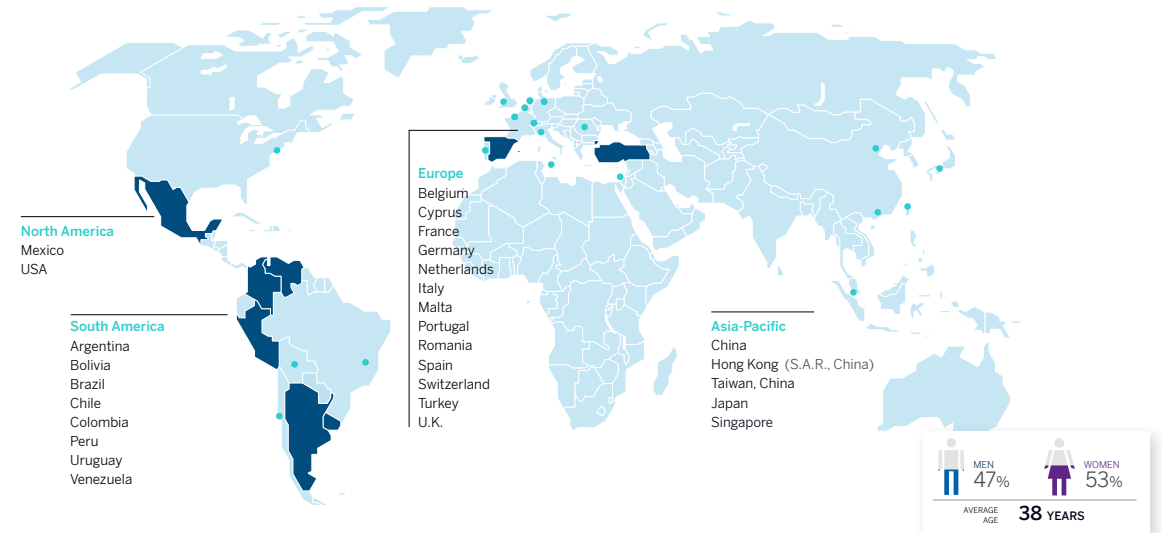 North America
Mexico
USA
South America
Argentina
Bolivia
Brazil
Chile
Colombia
Peru
Uruguay
Venezuela
Europe
Belgium
Cyprus
France
Germany
Netherlands
Italy
Malta
Portugal
Romania
Spain
Switzerland
Turkey
U.K.
Asia-Pacific
China
Hong Kong (S.A.R., China)
Taiwan, China
Japan
Singapore
MEN
47%
WOMEN
53%
AVERAGE
AGE
38 YEARS